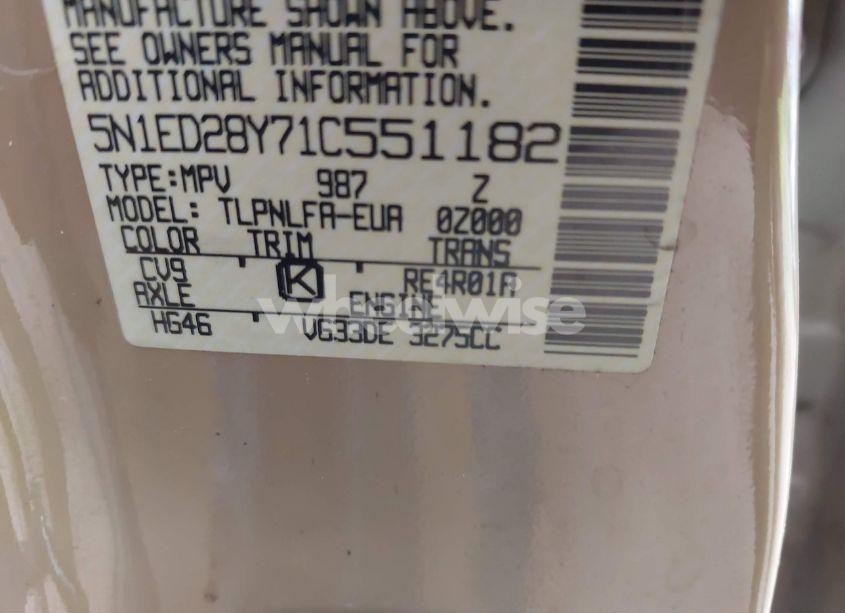 MANUFACTURE SHOWN ABOVE.
SEE OWNERS MANUAL FOR
ADDITIONAL INFORMATION.
5N1ED28Y71C551182
TYPE:MPV 987 Z
MODEL: TLPNLFA-EUA 0Z000
COLOR TRIM TRANS
CV9 ' K ' RE4R01A
AXLE ENGINE
HG46 ' VG33DE 3275CC
wheelwise